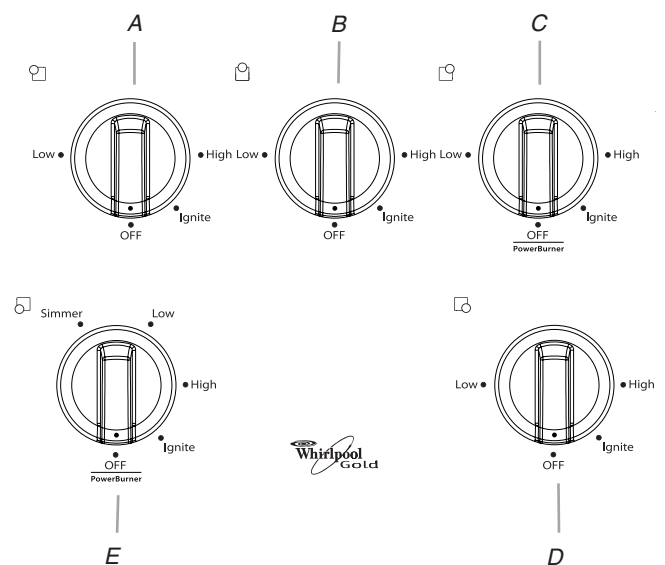 A B C
Low High Low High Low High
Ignite Ignite Ignite
OFF OFF OFF
PowerBurner
Simmer Low
High Low High
Ignite Ignite
OFF OFF
PowerBurner
Whirlpool
Gold
E D